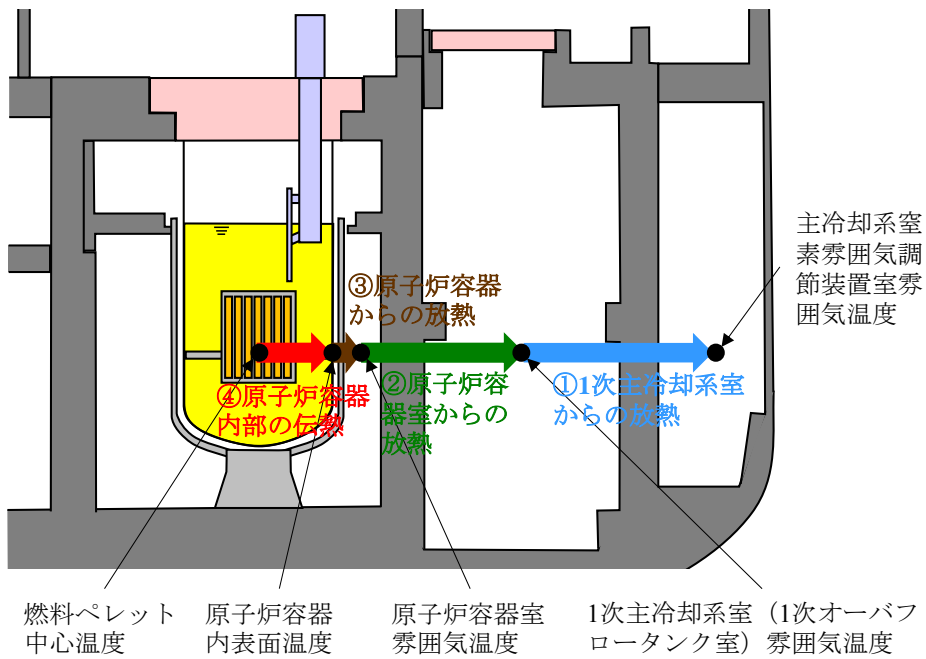 主冷却系窒
素雰囲気調
節装置室雰
囲気温度
③原子炉容器
からの放熱
②原子炉容
器室からの
放熱
①1次主冷却系室
からの放熱
④原子炉容器
内部の伝熱
燃料ペレット
中心温度
原子炉容器
内表面温度
原子炉容器室
雰囲気温度
1次主冷却系室（1次オーバフ
ロータンク室）雰囲気温度